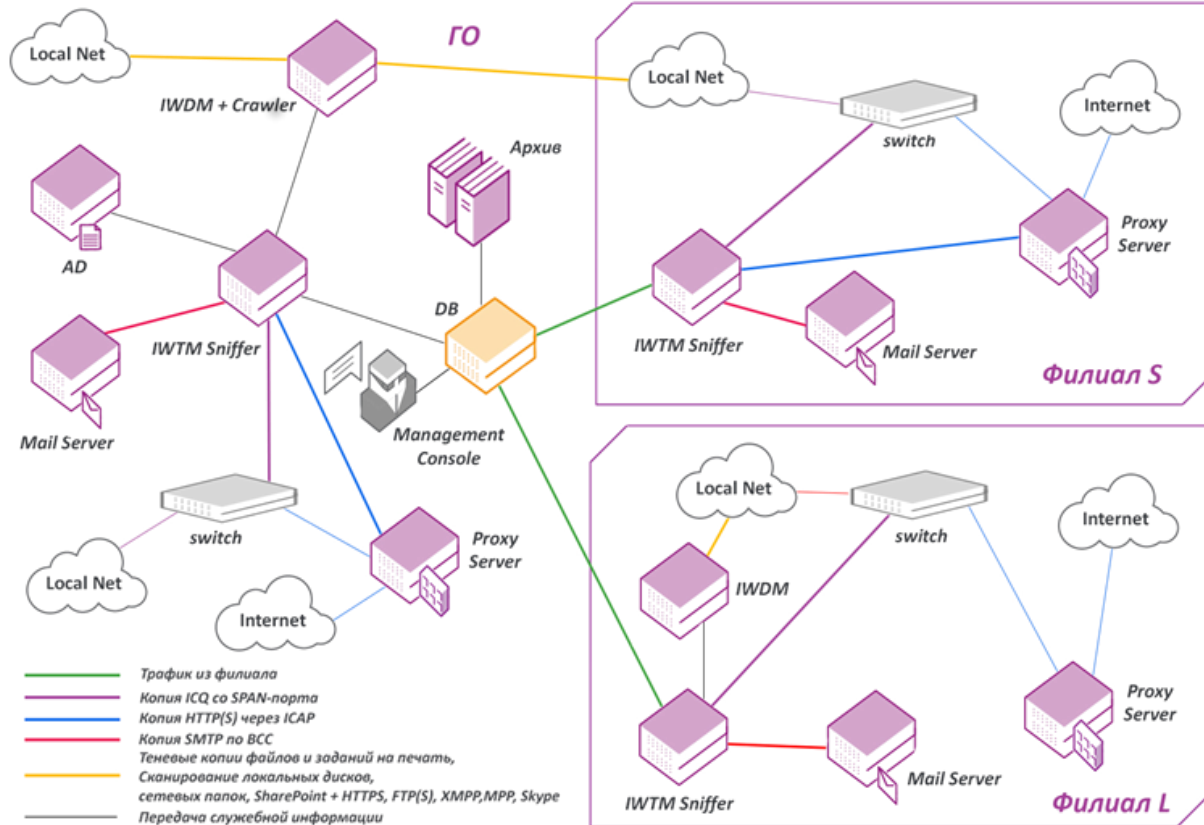 ГО
Local Net
IWDM + Crawler
Архив
AD
DB
IWTM Sniffer
Mail Server
Management
Console
switch
Proxy
Server
Local Net
Internet
Local Net
switch
Internet
Proxy
Server
IWTM Sniffer
Mail Server
Филиал S
Local Net
switch
Internet
IWDM
Proxy
Server
IWTM Sniffer
Mail Server
Филиал L
Трафик из филиала
Копия ICQ со SPAN-порта
Копия HTTP(S) через ICAP
Копия SMTP по BCC
Теневые копии файлов и заданий на печать,
Сканирование локальных дисков,
сетевых папок, SharePoint + HTTPS, FTP(S), XMPP,MPP, Skype
Передача служебной информации